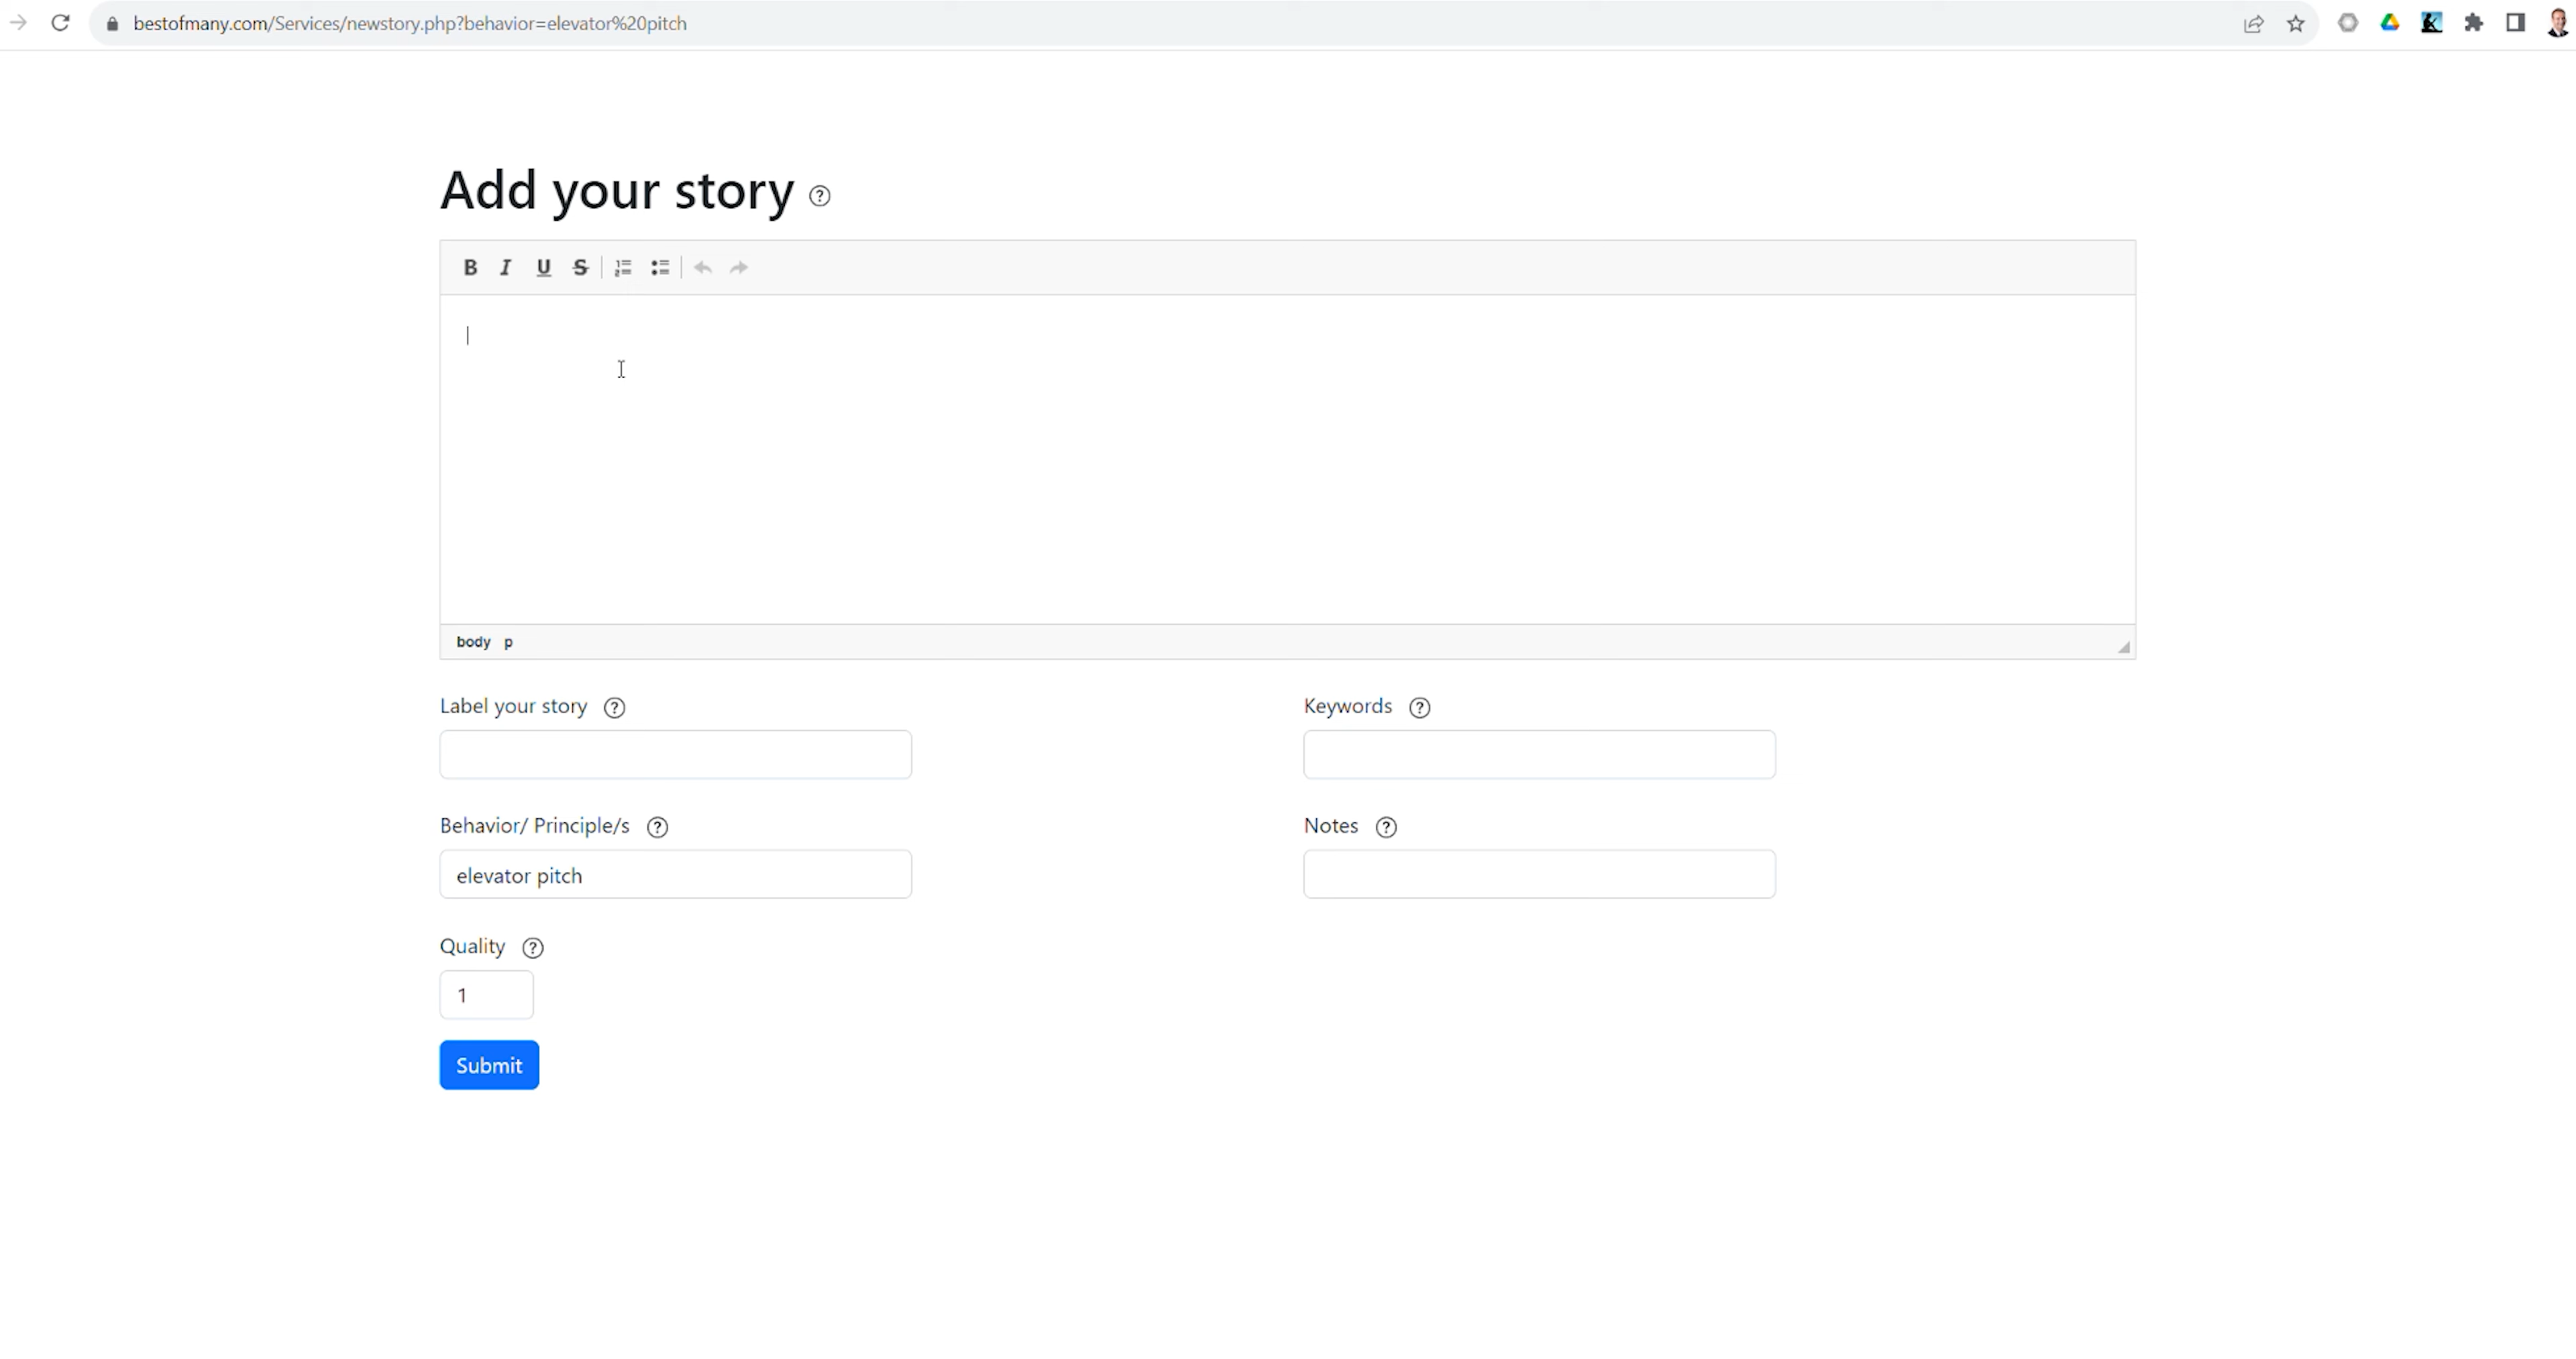 bestofmany.com/Services/newstory.php?behavior=elevator%20pitch
Add your story ?
B I U S
body p
Label your story ?
Keywords ?
Behavior/ Principle/s ?
Notes ?
elevator pitch
Quality ?
1
Submit